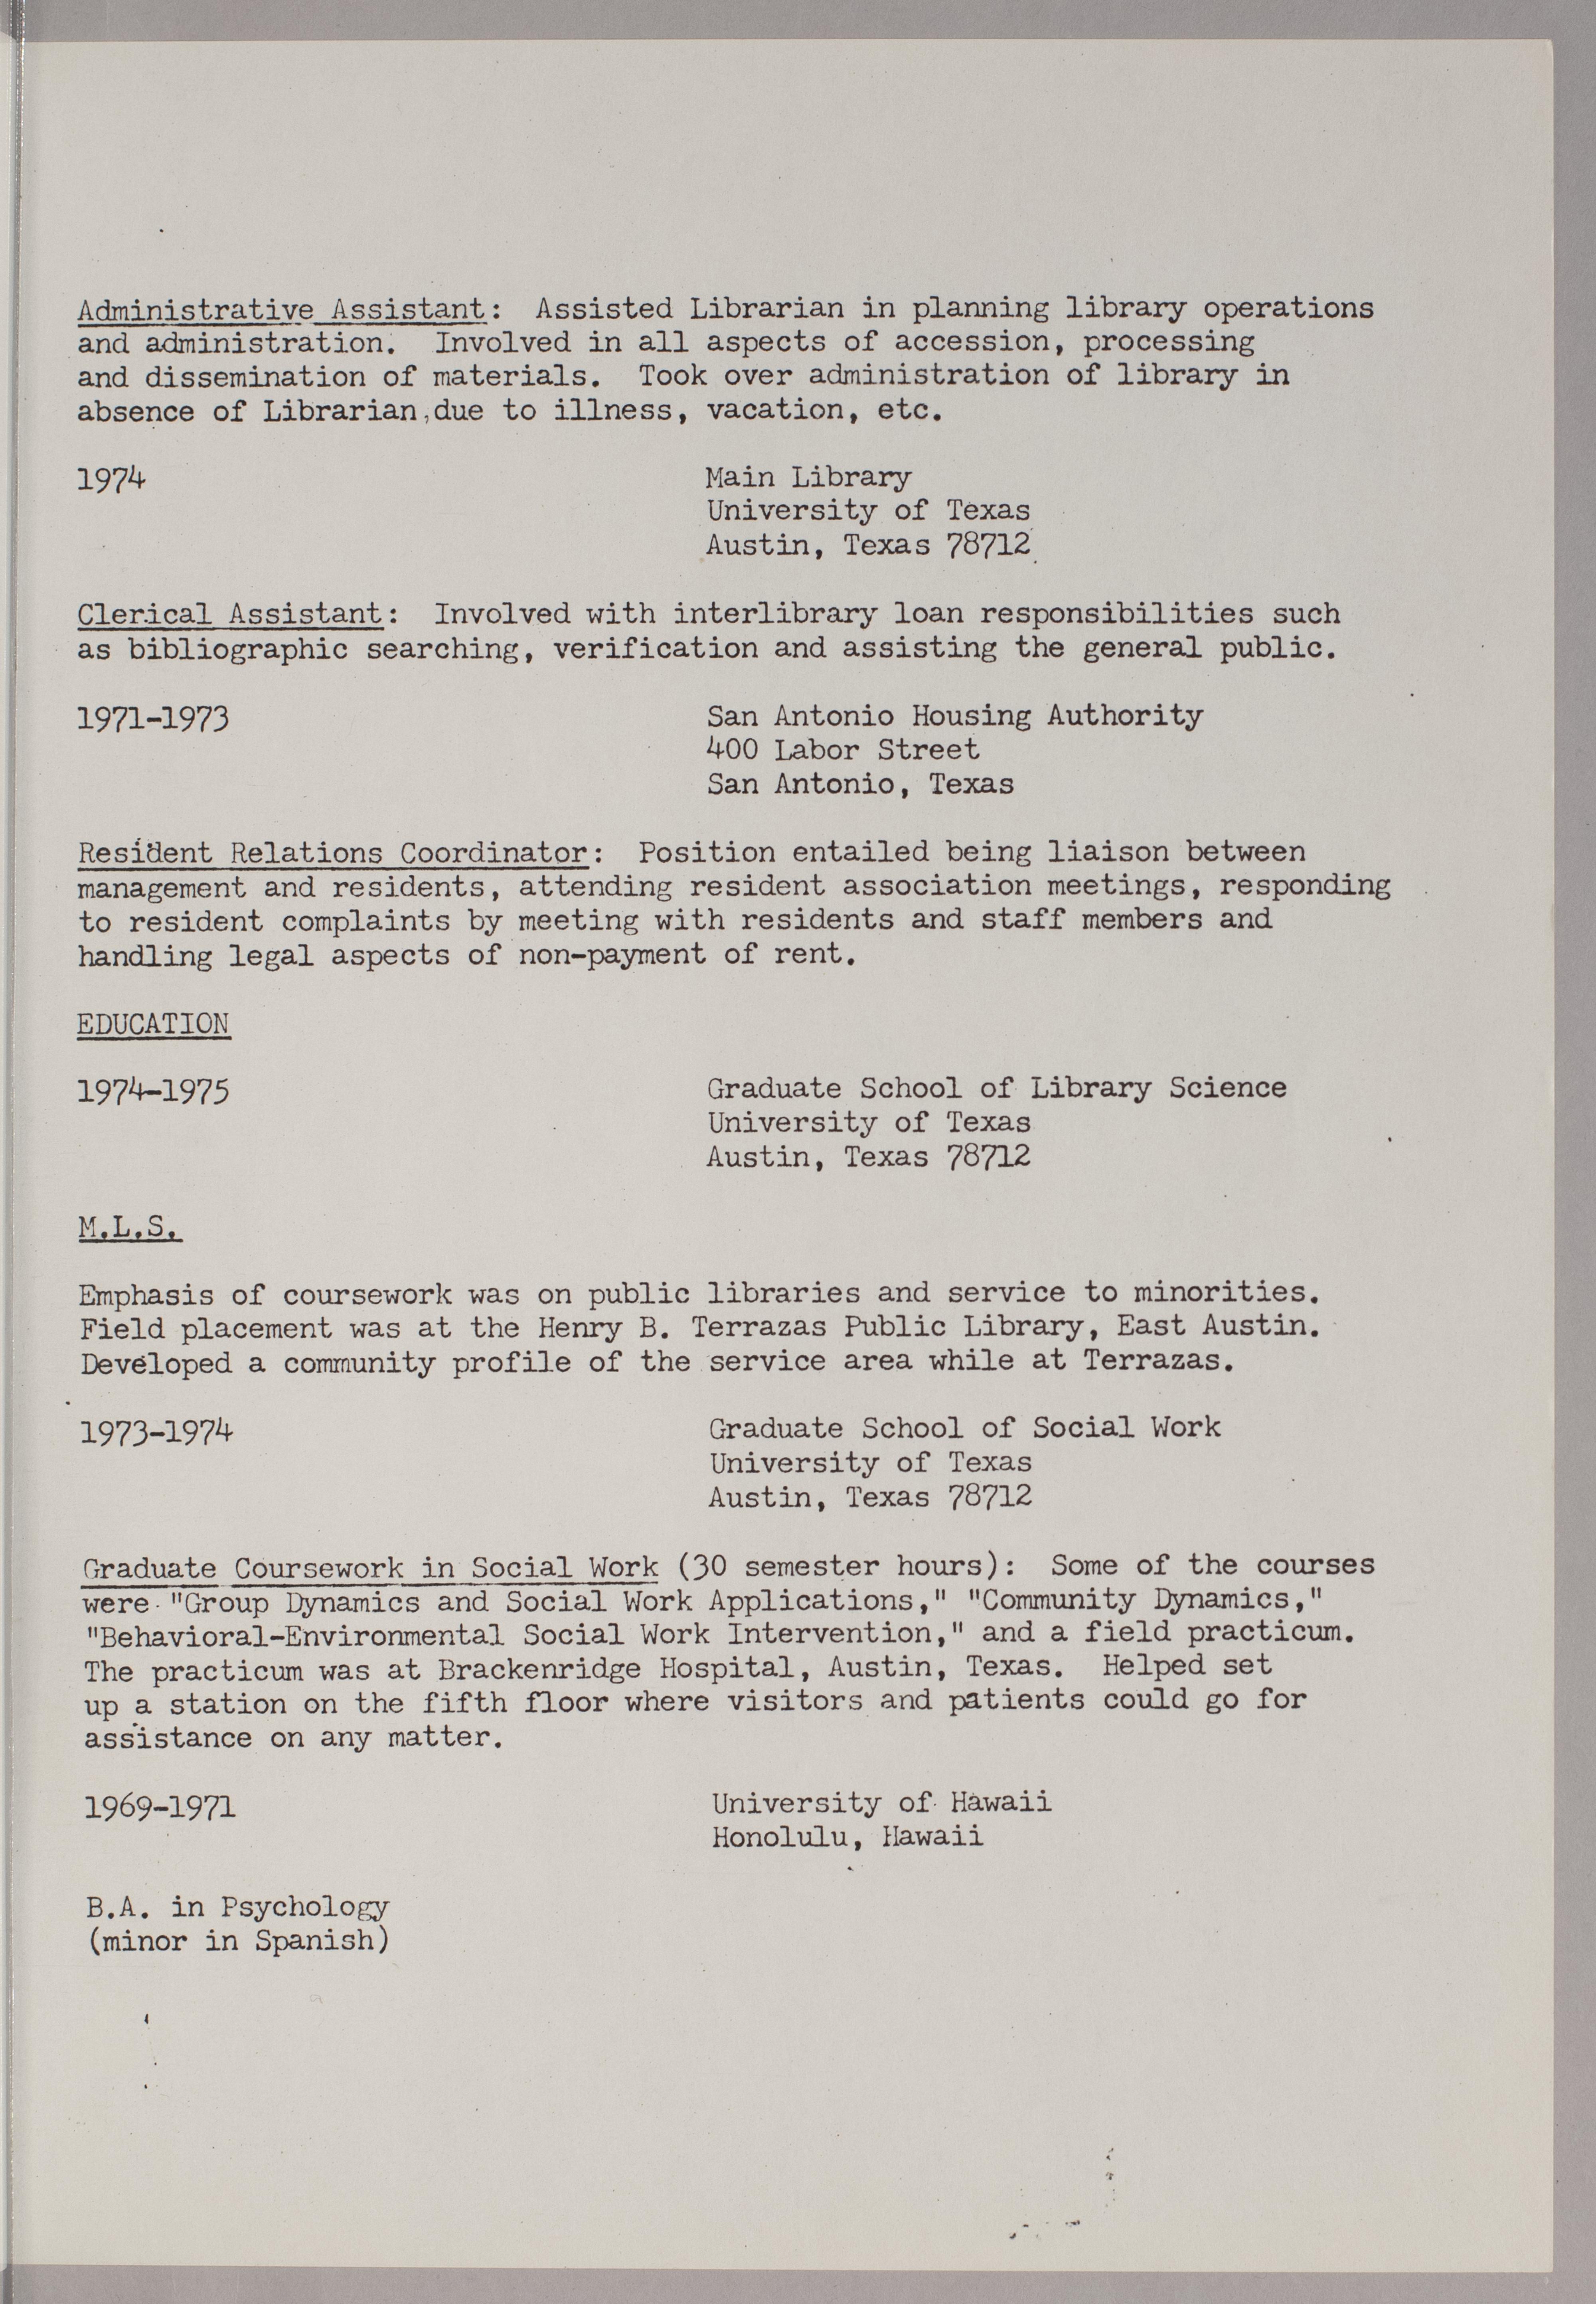 Administrative Assistant: Assisted Librarian in planning library operations
and administration. Involved in all aspects of accession, processing
and dissemination of materials. Took over administration of library in
absence of Librarian,due to illness, vacation, etc.
1974 Main Library
University of Texas
Austin, Texas 78712
Clerical Assistant: Involved with interlibrary loan responsibilities such
as bibliographic searching, verification and assisting the general public.
1971-1973 San Antonio Housing Authority
400 Labor Street
San Antonio, Texas
Resident Relations Coordinator: Position entailed being liaison between
management and residents, attending resident association meetings, responding
to resident complaints by meeting with residents and staff members and
handling legal aspects of non-payment of rent.
EDUCATION
1974-1975 Graduate School of Library Science
University of Texas
Austin, Texas 78712
M.L.S.
Emphasis of coursework was on public libraries and service to minorities.
Field placement was at the Henry B. Terrazas Public Library, East Austin.
Developed a community profile of the service area while at Terrazas.
1973-1974 Graduate School of Social Work
University of Texas
Austin, Texas 78712
Graduate Coursework in Social Work (30 semester hours): Some of the courses
were "Group Dynamics and Social Work Applications," "Community Dynamics,"
"Behavioral-Environmental Social Work Intervention," and a field practicum.
The practicum was at Brackenridge Hospital, Austin, Texas. Helped set
up a station on the fifth floor where visitors and patients could go for
assistance on any matter.
1969-1971 University of Hawaii
Honolulu, Hawaii
B.A. in Psychology
(minor in Spanish)